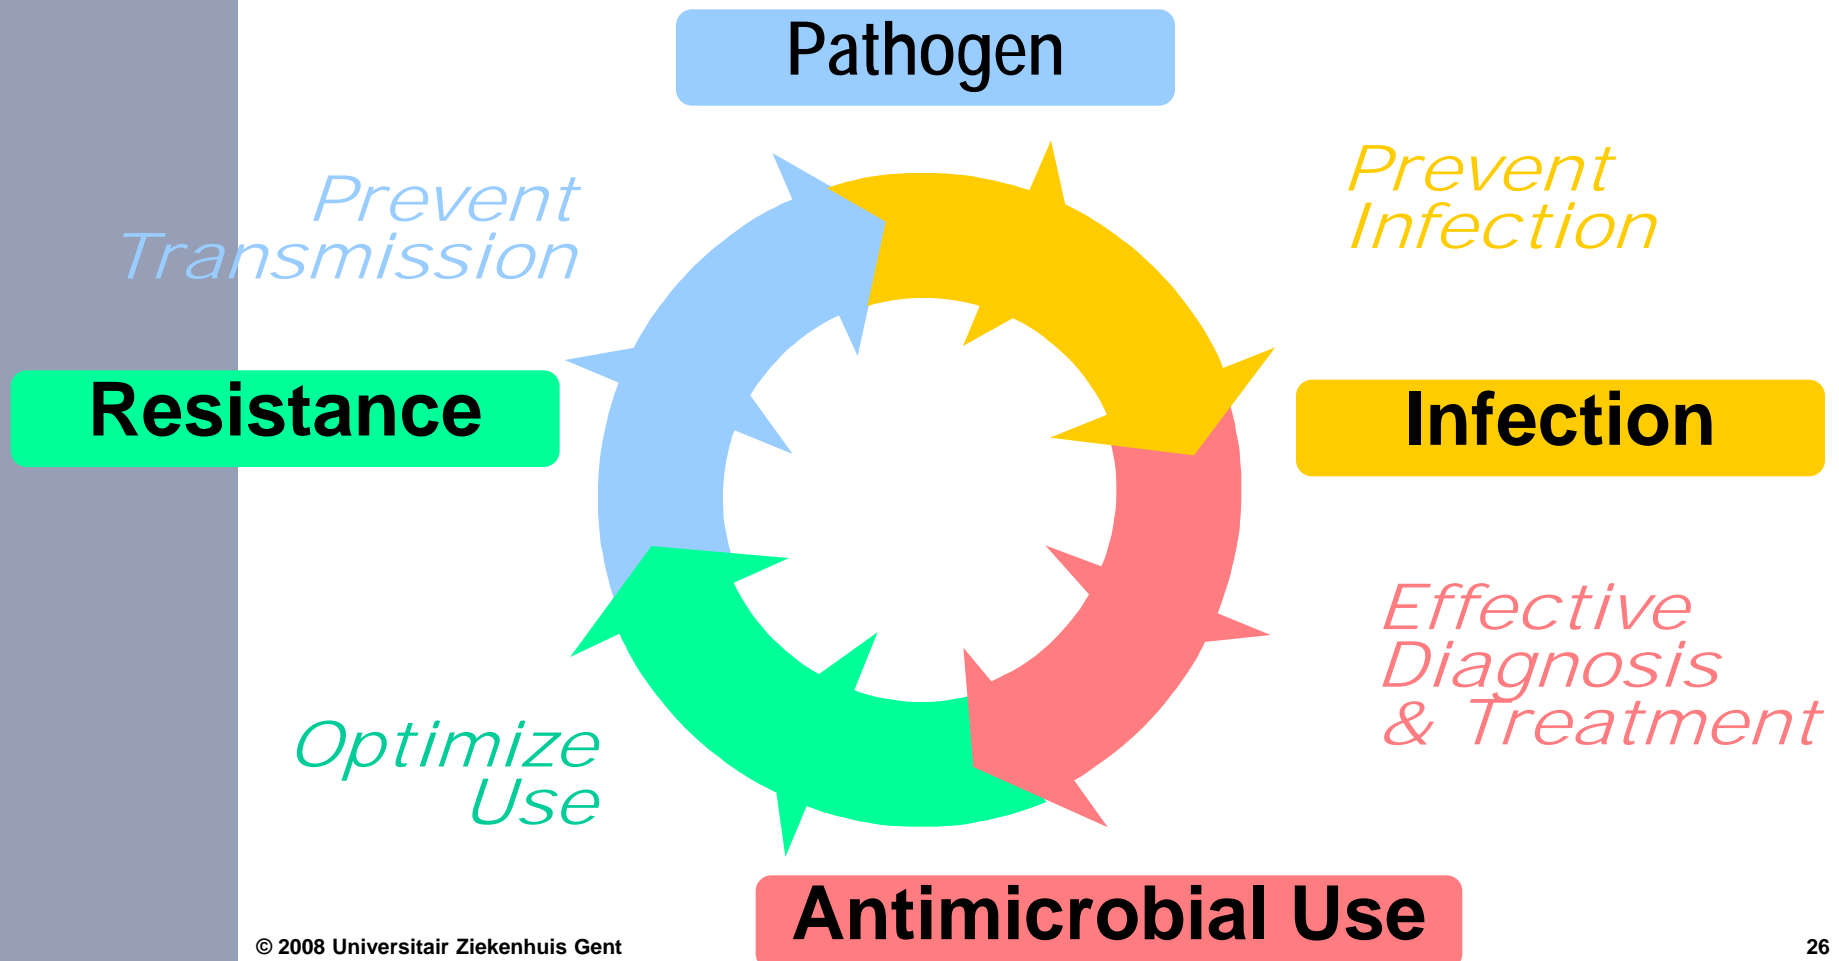 Pathogen
Prevent
Transmission
Prevent
Infection
Resistance
Infection
Effective
Diagnosis
& Treatment
Optimize
Use
Antimicrobial Use
© 2008 Universitair Ziekenhuis Gent
26